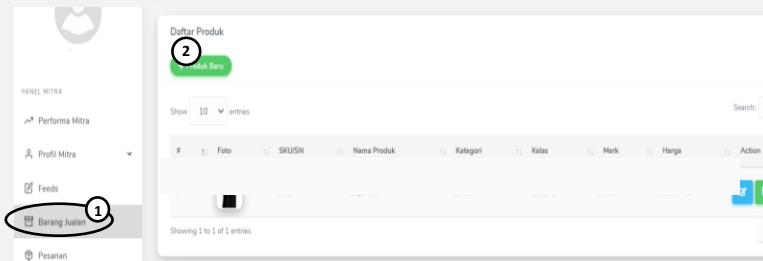 Daftar Produk
2
Produk Baru
PANEL MITRA
Performa Mitra
Profil Mitra
Feeds
1
Barang Jualan
Pesanan
Show 10 entries
Search:
# Foto SKU/SN Nama Produk Kategori Kelas Merk Harga Action
Showing 1 to 1 of 1 entries